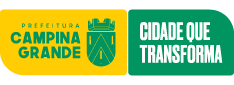 PREFEITURA
CAMPINA
GRANDE
CIDADE QUE
TRANSFORMA